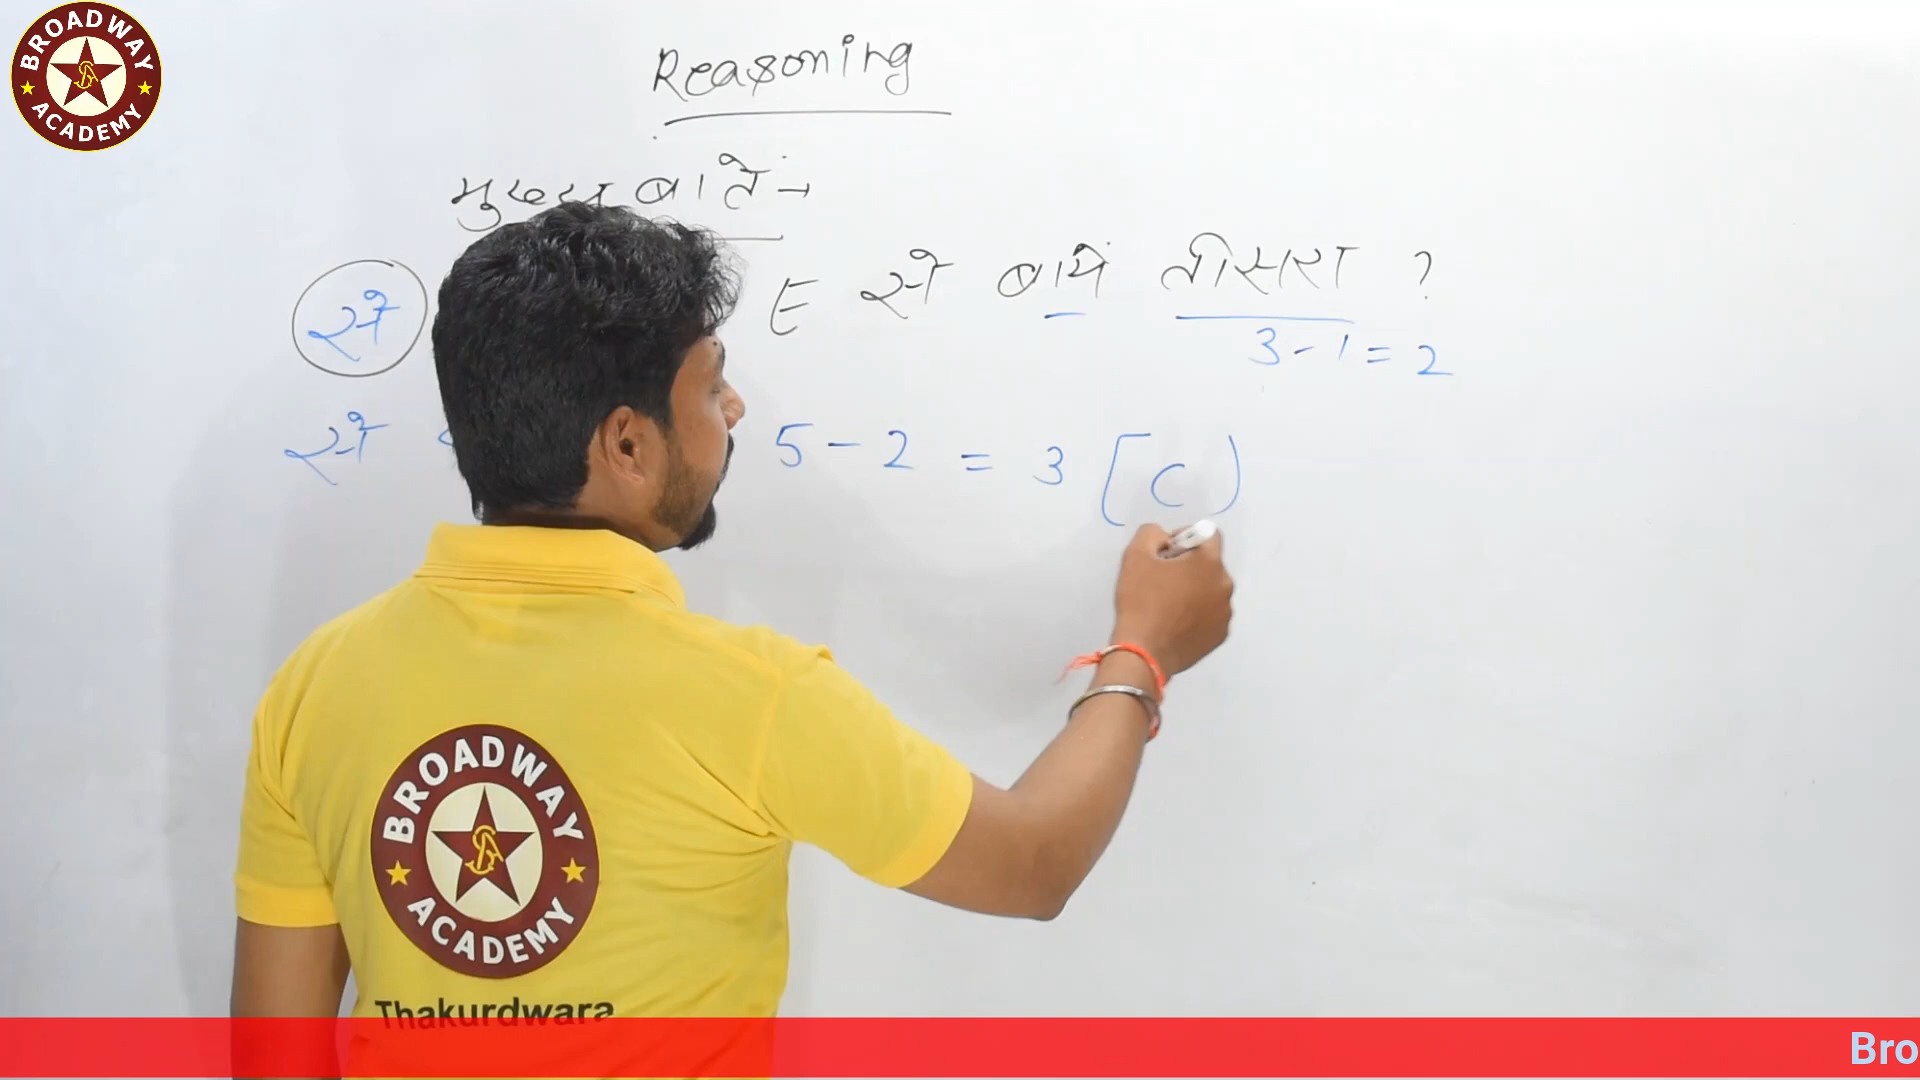 BROADWAY ACADEMY
Reasoning
मुख्य बातें :→
से E से बायें तीसरा ?
3 - 1 = 2
से 5 - 2 = 3 [C)
BROADWAY ACADEMY
Thakurdwara
Bro